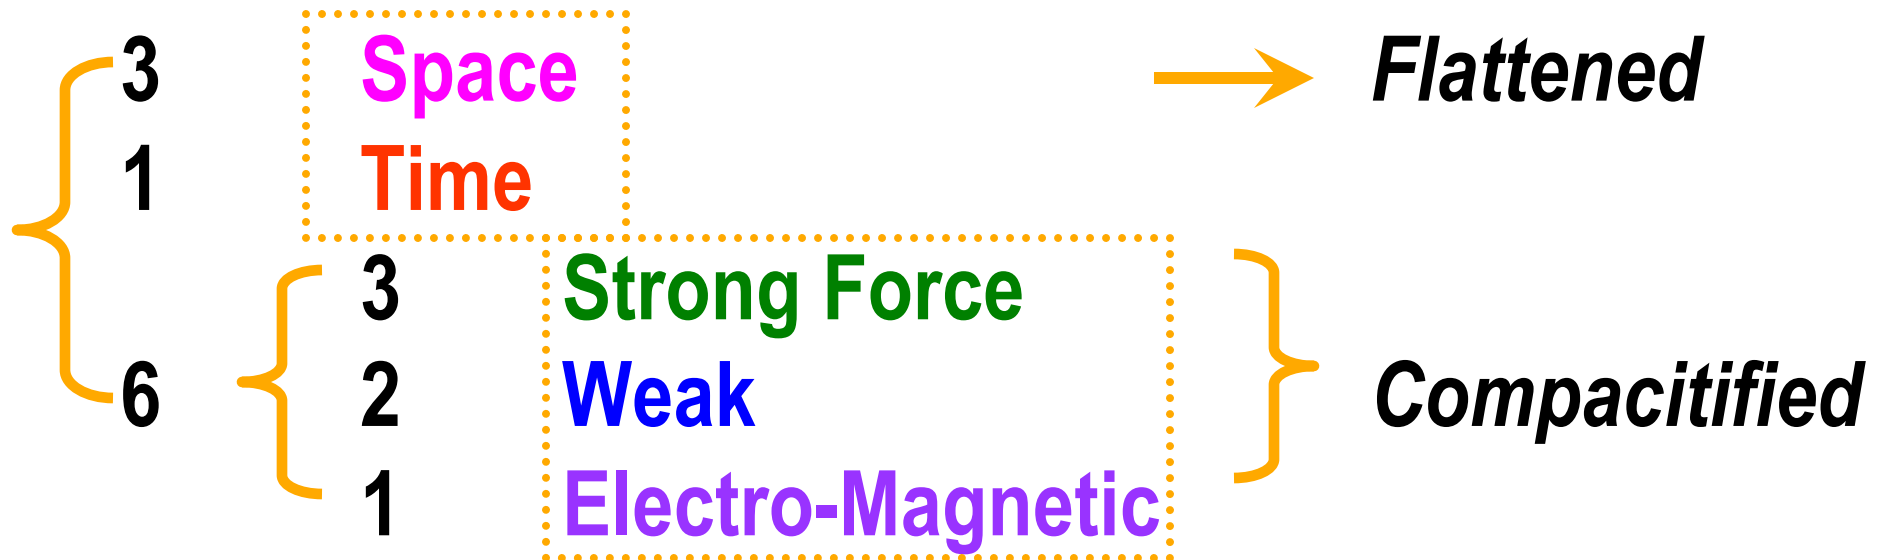 3 Space Flattened
1 Time
3 Strong Force
6 2 Weak Compacitified
1 Electro-Magnetic